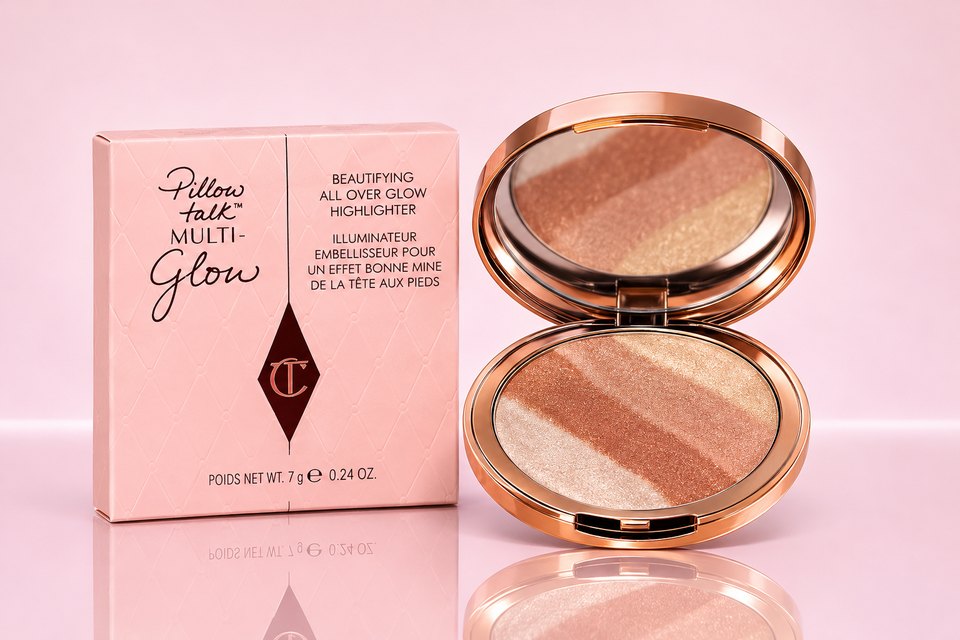 Pillow
talk™
MULTI-
Glow
BEAUTIFYING
ALL OVER GLOW
HIGHLIGHTER
ILLUMINATEUR
EMBELLISSEUR POUR
UN EFFET BONNE MINE
DE LA TÊTE AUX PIEDS
CT
POIDS NET WT. 7 g ℮ 0.24 OZ.